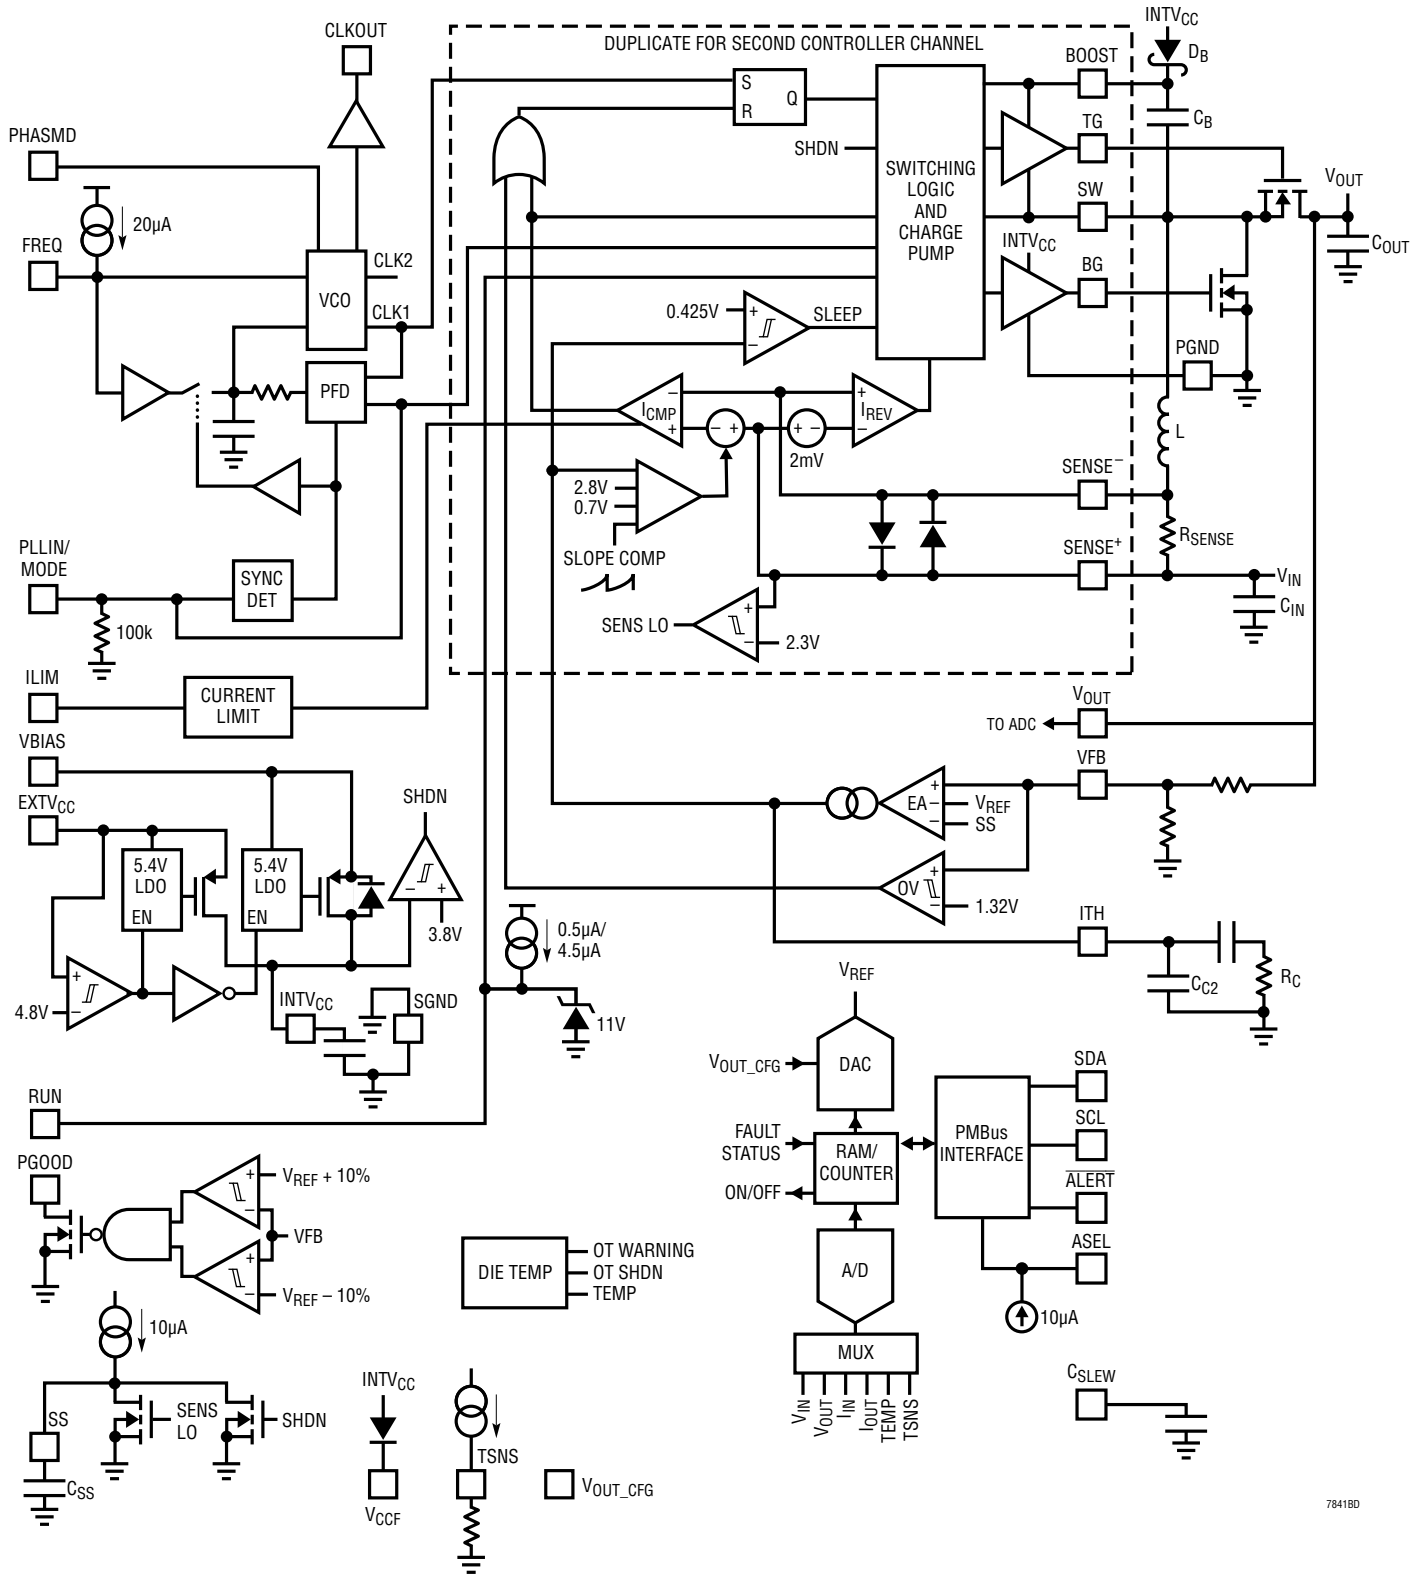 INTVCC
CLKOUT
DUPLICATE FOR SECOND CONTROLLER CHANNEL
DB
BOOST
S
Q
R
CB
PHASMD
TG
SHDN
SWITCHING
LOGIC
AND
CHARGE
PUMP
VOUT
SW
20µA
FREQ
COUT
CLK2
INTVCC
BG
VCO
0.425V
+
–
SLEEP
CLK1
PGND
PFD
–
ICMP
+
– +
+ –
2mV
+
IREV
–
L
SENSE–
2.8V
0.7V
RSENSE
PLLIN/
MODE
SYNC
DET
SLOPE COMP
SENSE+
VIN
CIN
100k
SENS LO
+
–
2.3V
ILIM
CURRENT
LIMIT
VOUT
TO ADC
VBIAS
VFB
EXTVCC
SHDN
+
EA –
–
VREF
SS
5.4V
LDO
EN
5.4V
LDO
EN
– +
3.8V
OV
+
–
1.32V
0.5µA/
4.5µA
ITH
+
–
4.8V
VREF
CC2
RC
INTVCC
SGND
11V
VOUT_CFG
DAC
SDA
RUN
SCL
FAULT
STATUS
RAM/
COUNTER
PMBus
INTERFACE
PGOOD
+
–
VREF + 10%
ON/OFF
ALERT
VFB
ASEL
+
–
VREF – 10%
DIE TEMP
OT WARNING
OT SHDN
TEMP
A/D
10µA
10µA
MUX
CSLEW
INTVCC
VIN
VOUT
IIN
IOUT
TEMP
TSNS
SS
SENS
LO
SHDN
TSNS
CSS
VCCF
VOUT_CFG
7841BD